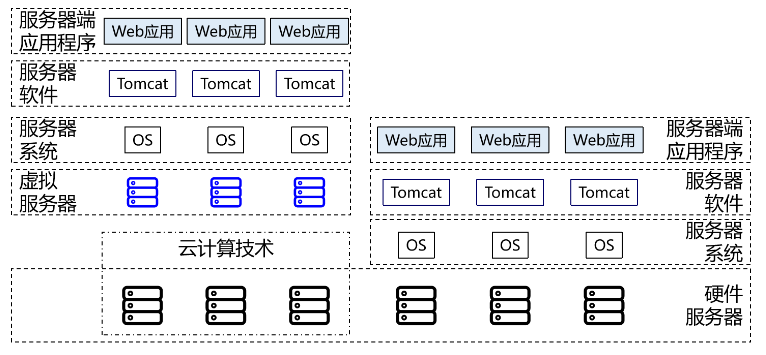 服务器端
应用程序
Web应用 Web应用 Web应用
服务器
软件
Tomcat Tomcat Tomcat
服务器
系统
OS OS OS
虚拟
服务器
云计算技术
Web应用 Web应用 Web应用
服务器端
应用程序
Tomcat Tomcat Tomcat
服务器
软件
OS OS OS
服务器
系统
硬件
服务器